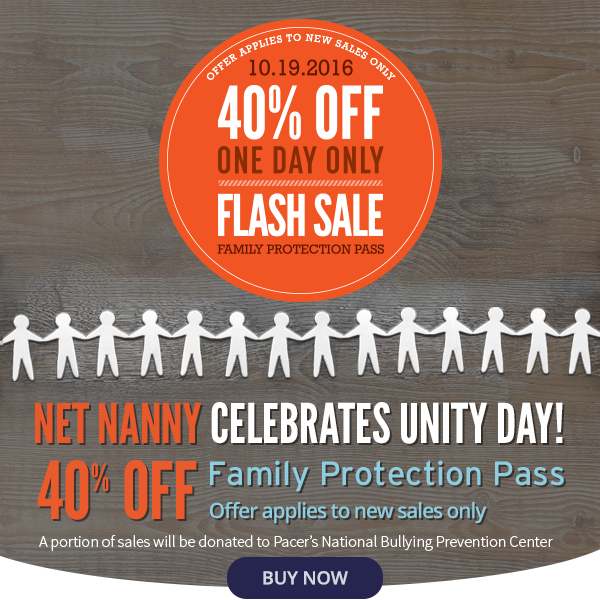 OFFER APPLIES TO NEW SALES ONLY
10.19.2016
40% OFF
ONE DAY ONLY
FLASH SALE
FAMILY PROTECTION PASS
NET NANNY CELEBRATES UNITY DAY!
40% OFF Family Protection Pass
Offer applies to new sales only
A portion of sales will be donated to Pacer's National Bullying Prevention Center
BUY NOW